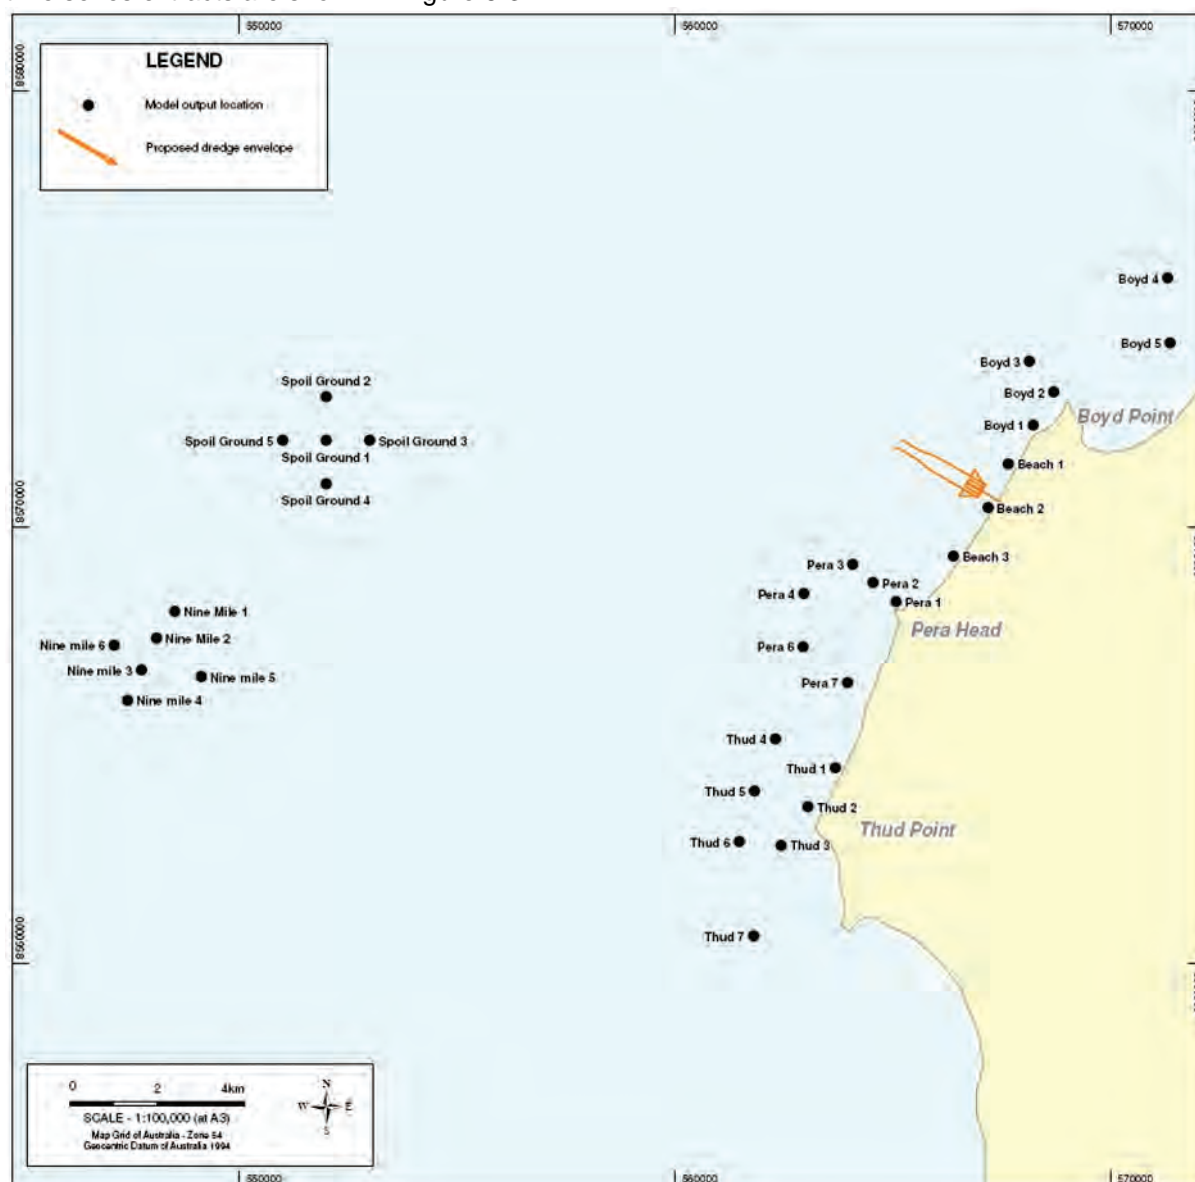 550000
560000
570000
8580000
LEGEND
Model output location
Proposed dredge envelope
Boyd 4
Boyd 5
Boyd 3
Boyd 2
Boyd Point
Boyd 1
Spoil Ground 2
Spoil Ground 5
Spoil Ground 3
Spoil Ground 1
Spoil Ground 4
Beach 1
Beach 2
8570000
Beach 3
Pera 3
Pera 2
Pera 4
Pera 1
Pera Head
Nine Mile 1
Nine Mile 2
Nine mile 6
Nine mile 3
Nine mile 5
Nine mile 4
Pera 6
Pera 7
Thud 4
Thud 1
Thud 5
Thud 2
Thud Point
Thud 6
Thud 3
Thud 7
8560000
0 2 4km
SCALE - 1:100,000 (at A3)
Map Grid of Australia - Zone 54
Geocentric Datum of Australia 1994
N
W E
S
550000
560000
570000